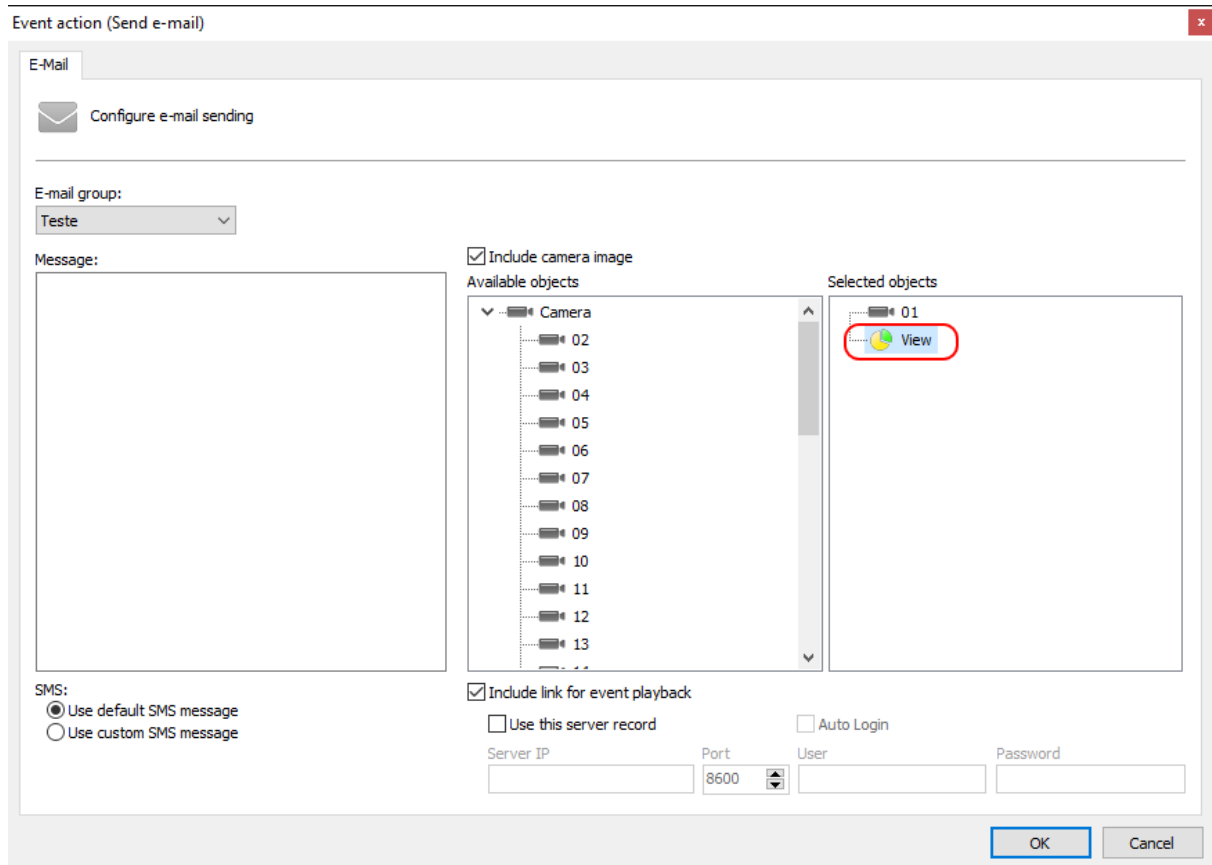 Event action (Send e-mail)
x
E-Mail
Configure e-mail sending
E-mail group:
Teste
Message:
Include camera image
Available objects
Selected objects
Camera
02
03
04
05
06
07
08
09
10
11
12
13
01
View
SMS:
Use default SMS message
Use custom SMS message
Include link for event playback
Use this server record
Auto Login
Server IP
Port
User
Password
8600
OK
Cancel